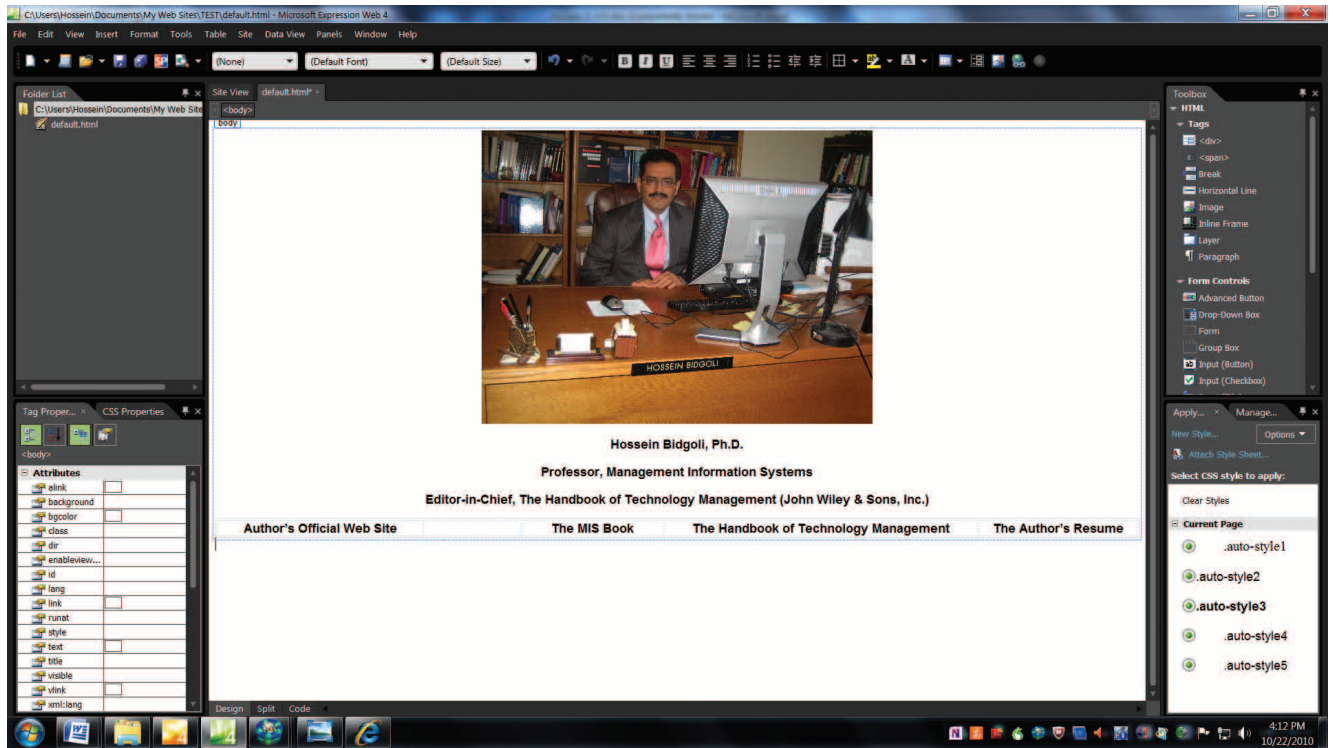 C:\Users\Hossein\Documents\My Web Sites\TEST\default.html - Microsoft Expression Web 4
File Edit View Insert Format Tools Table Site Data View Panels Window Help
(None) (Default Font) (Default Size)
Folder List
C:\Users\Hossein\Documents\My Web Site
default.html
Site View default.html*
<body>
body
HOSSEIN BIDGOLI
Hossein Bidgoli, Ph.D.
Professor, Management Information Systems
Editor-in-Chief, The Handbook of Technology Management (John Wiley & Sons, Inc.)
Author's Official Web Site The MIS Book The Handbook of Technology Management The Author's Resume
Design Split Code
Tag Proper... CSS Properties
<body>
Attributes
alink
background
bgcolor
class
dir
enableview...
id
lang
link
runat
style
text
title
visible
vlink
xml:lang
Toolbox
HTML
Tags
<div>
<span>
Break
Horizontal Line
Image
Inline Frame
Layer
Paragraph
Form Controls
Advanced Button
Drop-Down Box
Form
Group Box
Input (Button)
Input (Checkbox)
Apply... Manage...
New Style... Options
Attach Style Sheet...
Select CSS style to apply:
Clear Styles
Current Page
.auto-style1
.auto-style2
.auto-style3
.auto-style4
.auto-style5
4:12 PM
10/22/2010